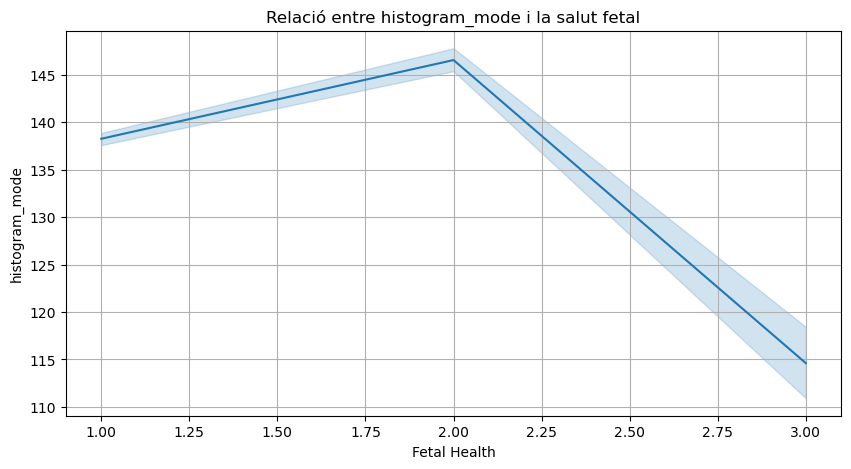 Relació entre histogram_mode i la salut fetal
histogram_mode
145
140
135
130
125
120
115
110
1.00 1.25 1.50 1.75 2.00 2.25 2.50 2.75 3.00
Fetal Health